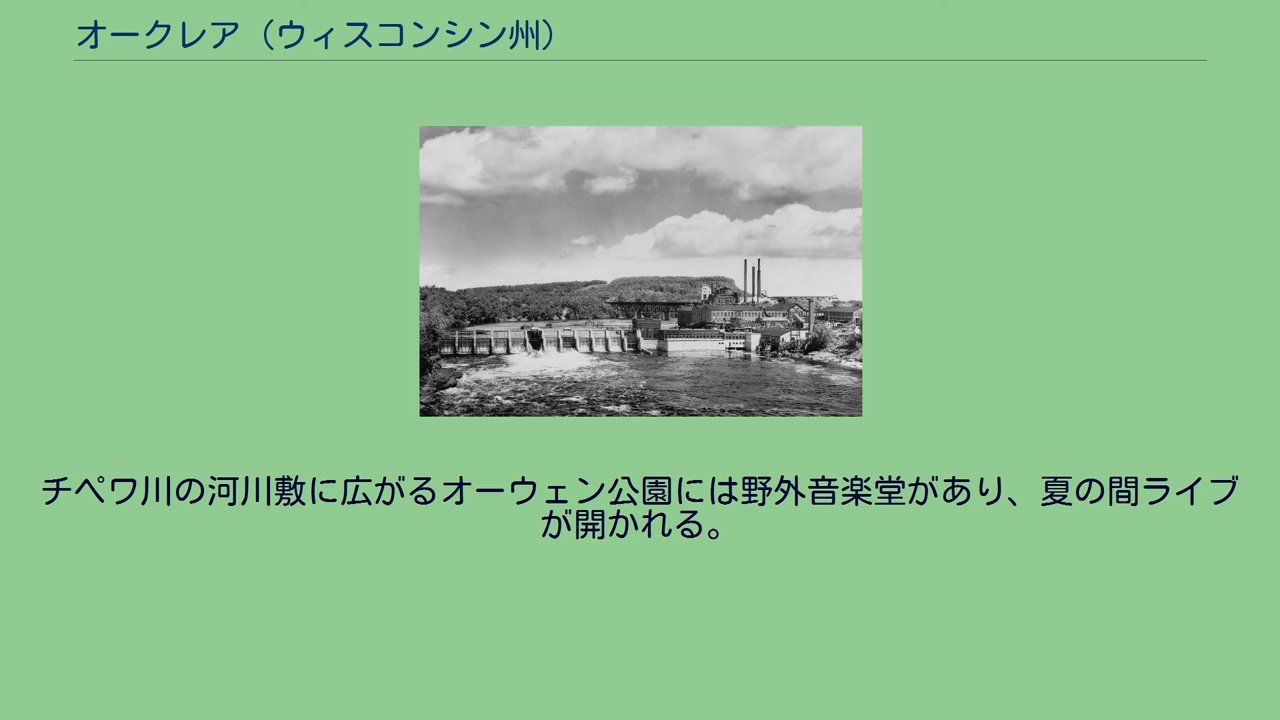 オークレア（ウィスコンシン州）
チペワ川の河川敷に広がるオーウェン公園には野外音楽堂があり、夏の間ライブ
が開かれる。